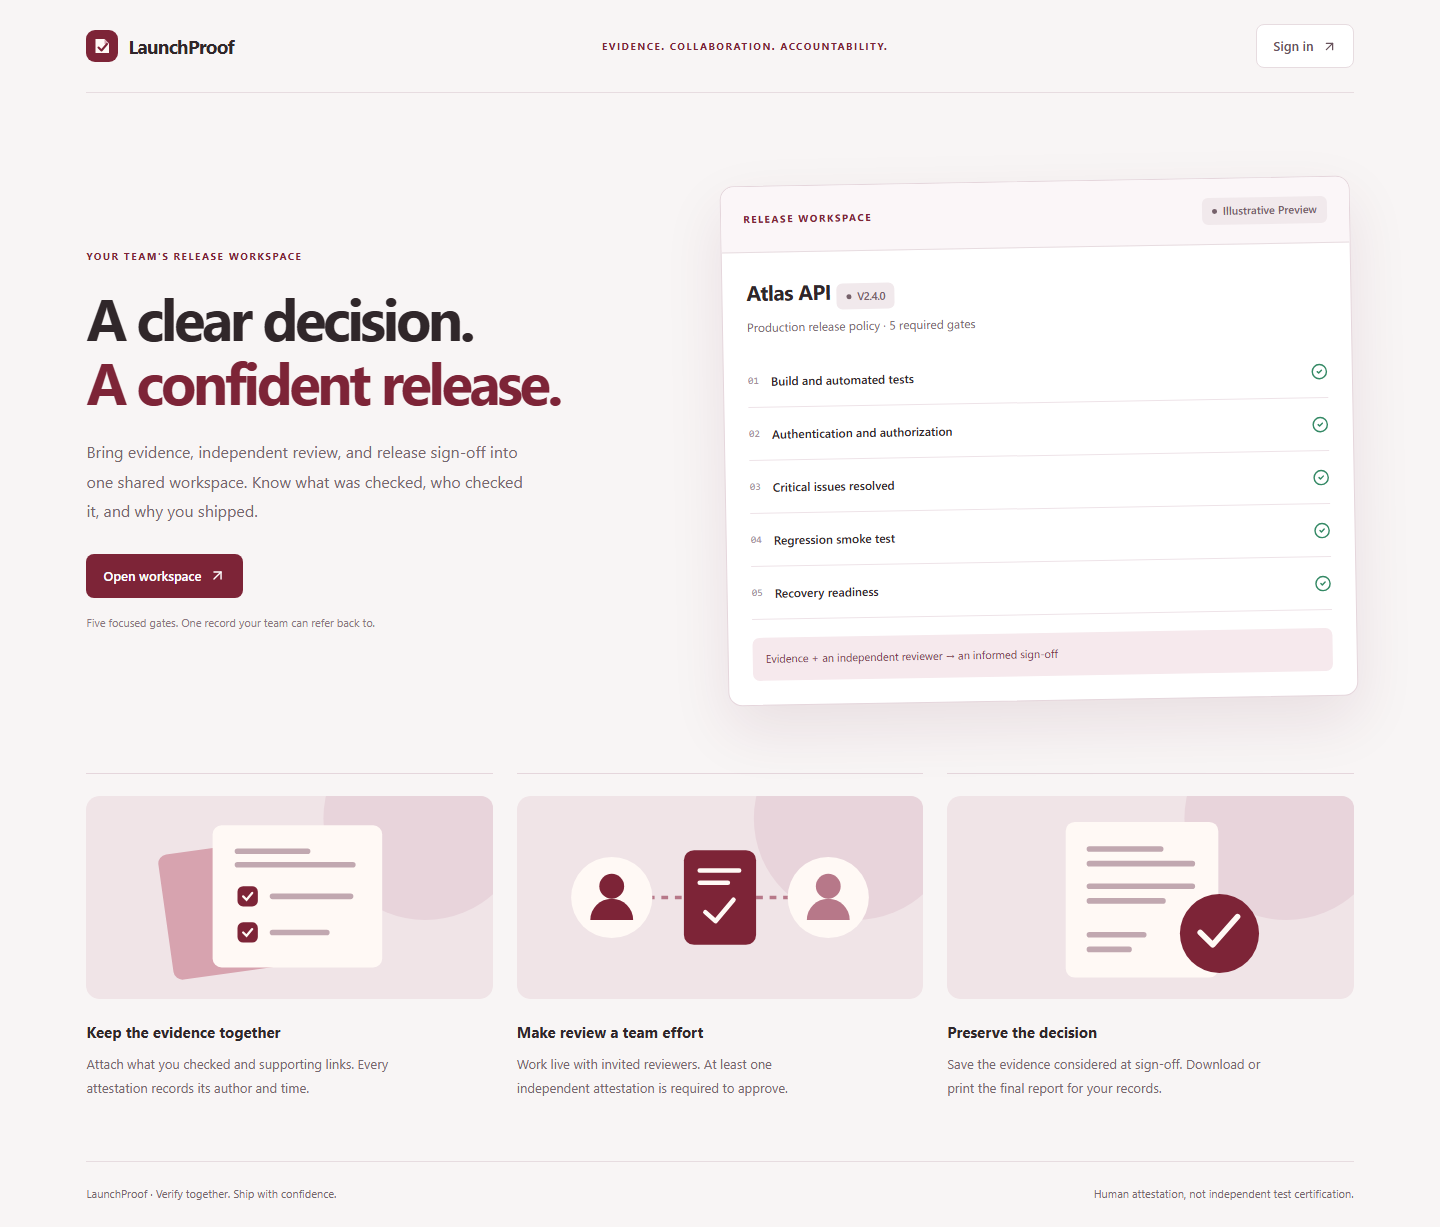 LaunchProof
EVIDENCE. COLLABORATION. ACCOUNTABILITY.
Sign in
YOUR TEAM'S RELEASE WORKSPACE
A clear decision.
A confident release.
Bring evidence, independent review, and release sign-off into
one shared workspace. Know what was checked, who checked
it, and why you shipped.
Open workspace
Five focused gates. One record your team can refer back to.
RELEASE WORKSPACE
Illustrative Preview
Atlas API
V2.4.0
Production release policy · 5 required gates
01 Build and automated tests
02 Authentication and authorization
03 Critical issues resolved
04 Regression smoke test
05 Recovery readiness
Evidence + an independent reviewer → an informed sign-off
Keep the evidence together
Attach what you checked and supporting links. Every
attestation records its author and time.
Make review a team effort
Work live with invited reviewers. At least one
independent attestation is required to approve.
Preserve the decision
Save the evidence considered at sign-off. Download or
print the final report for your records.
LaunchProof · Verify together. Ship with confidence.
Human attestation, not independent test certification.